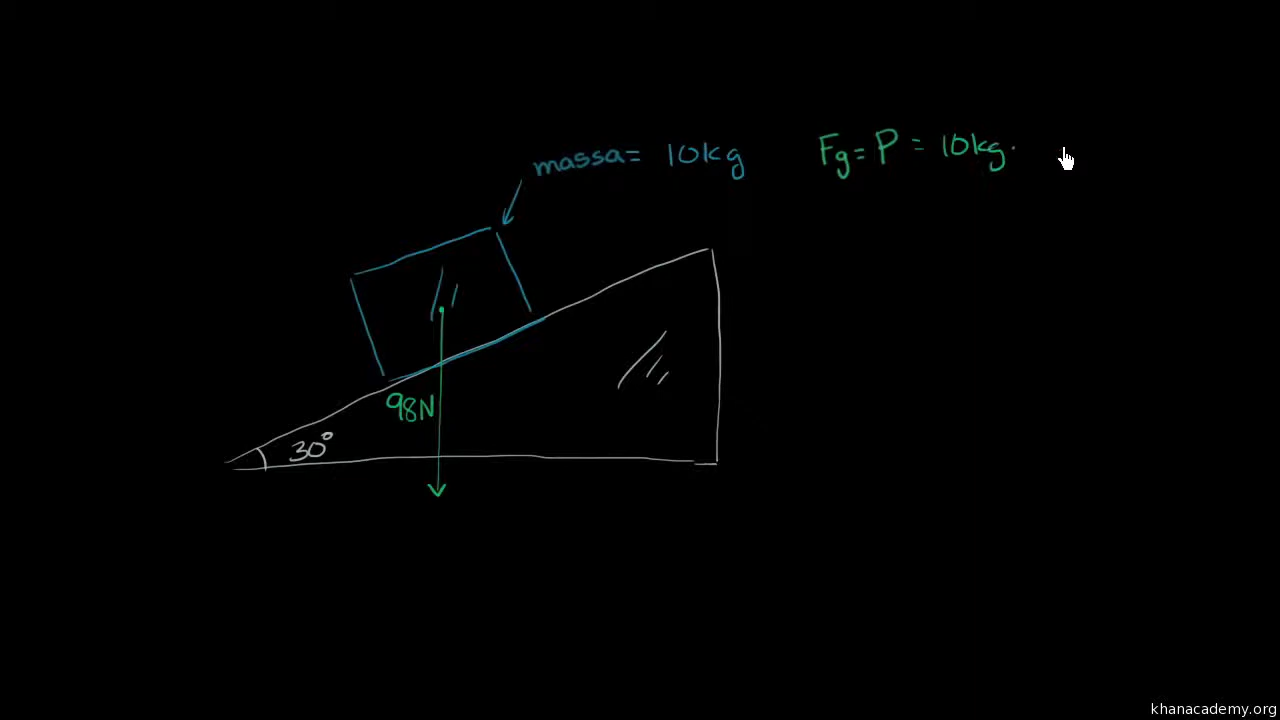 massa= 10kg
Fg= P = 10kg.
98N
30°
khanacademy.org